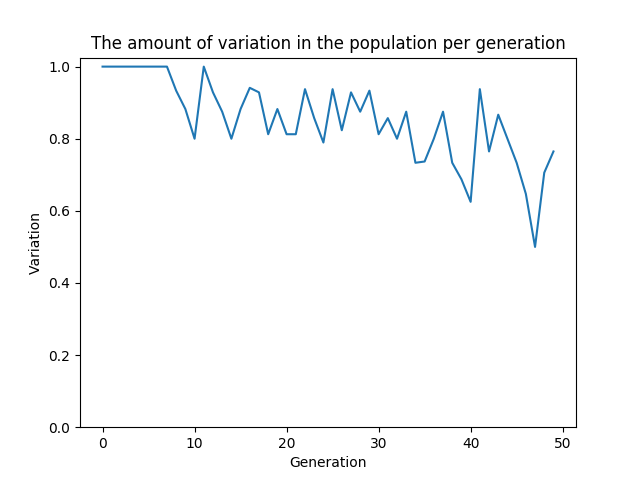 The amount of variation in the population per generation
1.0
0.8
0.6
0.4
0.2
0.0
Variation
0 10 20 30 40 50
Generation